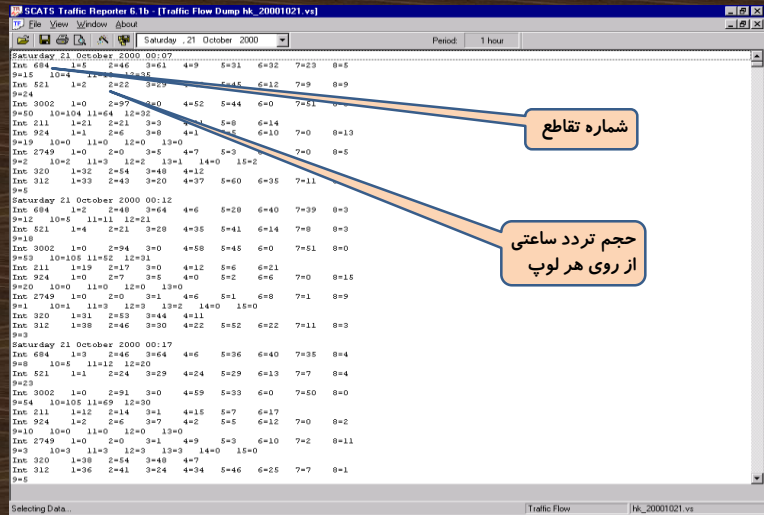 SCATS Traffic Reporter 6.1b - [Traffic Flow Dump hk_20001021.vs]
File View Window About
Saturday , 21 October 2000 Period: 1 hour
Saturday 21 October 2000 00:07
Int 684 1=5 2=46 3=61 4=9 5=31 6=32 7=23 8=5
9=15 10=4 12=35
Int 521 1=2 2=22 3=29 5=45 6=12 7=9 8=9
9=24
Int 3002 1=0 2=97 3=0 4=52 5=44 6=0 7=51
9=50 10=104 11=64 12=32
Int 211 1=21 2=21 3=3 5=8 6=14
Int 924 1=1 2=6 3=8 4=1 6=10 7=0 8=13
9=19 10=0 11=0 12=0 13=0
Int 2749 1=0 2=0 3=5 4=7 5=3 7=0 8=5
9=2 10=2 11=3 12=2 13=1 14=0 15=2
Int 320 1=32 2=54 3=48 4=12
Int 312 1=33 2=43 3=20 4=37 5=60 6=35 7=11
9=5
Saturday 21 October 2000 00:12
Int 684 1=2 2=48 3=64 4=6 5=28 6=40 7=39 8=3
9=12 10=5 11=11 12=21
Int 521 1=4 2=21 3=28 4=35 5=41 6=14 7=8 8=3
9=18
Int 3002 1=0 2=94 3=0 4=58 5=45 6=0 7=51 8=0
9=53 10=105 11=52 12=31
Int 211 1=19 2=17 3=0 4=12 5=6 6=21
Int 924 1=0 2=7 3=5 4=0 5=2 6=6 7=0 8=15
9=20 10=0 11=0 12=0 13=0
Int 2749 1=0 2=0 3=1 4=6 5=1 6=8 7=1 8=9
9=1 10=1 11=3 12=3 13=2 14=0 15=0
Int 320 1=31 2=53 3=44 4=11
Int 312 1=38 2=46 3=30 4=22 5=52 6=22 7=11 8=3
9=3
Saturday 21 October 2000 00:17
Int 684 1=3 2=46 3=64 4=6 5=36 6=40 7=35 8=4
9=8 10=5 11=12 12=20
Int 521 1=1 2=24 3=29 4=24 5=29 6=13 7=7 8=4
9=23
Int 3002 1=0 2=91 3=0 4=59 5=33 6=0 7=50 8=0
9=54 10=105 11=69 12=30
Int 211 1=12 2=14 3=1 4=15 5=7 6=17
Int 924 1=2 2=6 3=7 4=2 5=5 6=12 7=0 8=2
9=10 10=0 11=0 12=0 13=0
Int 2749 1=0 2=0 3=1 4=9 5=3 6=10 7=2 8=11
9=3 10=3 11=3 12=3 13=3 14=0 15=0
Int 320 1=38 2=54 3=48 4=7
Int 312 1=36 2=41 3=24 4=34 5=46 6=25 7=7 8=1
9=5
شماره تقاطع
حجم تردد ساعتی
از روی هر لوپ
Selecting Data... Traffic Flow hk_20001021.vs